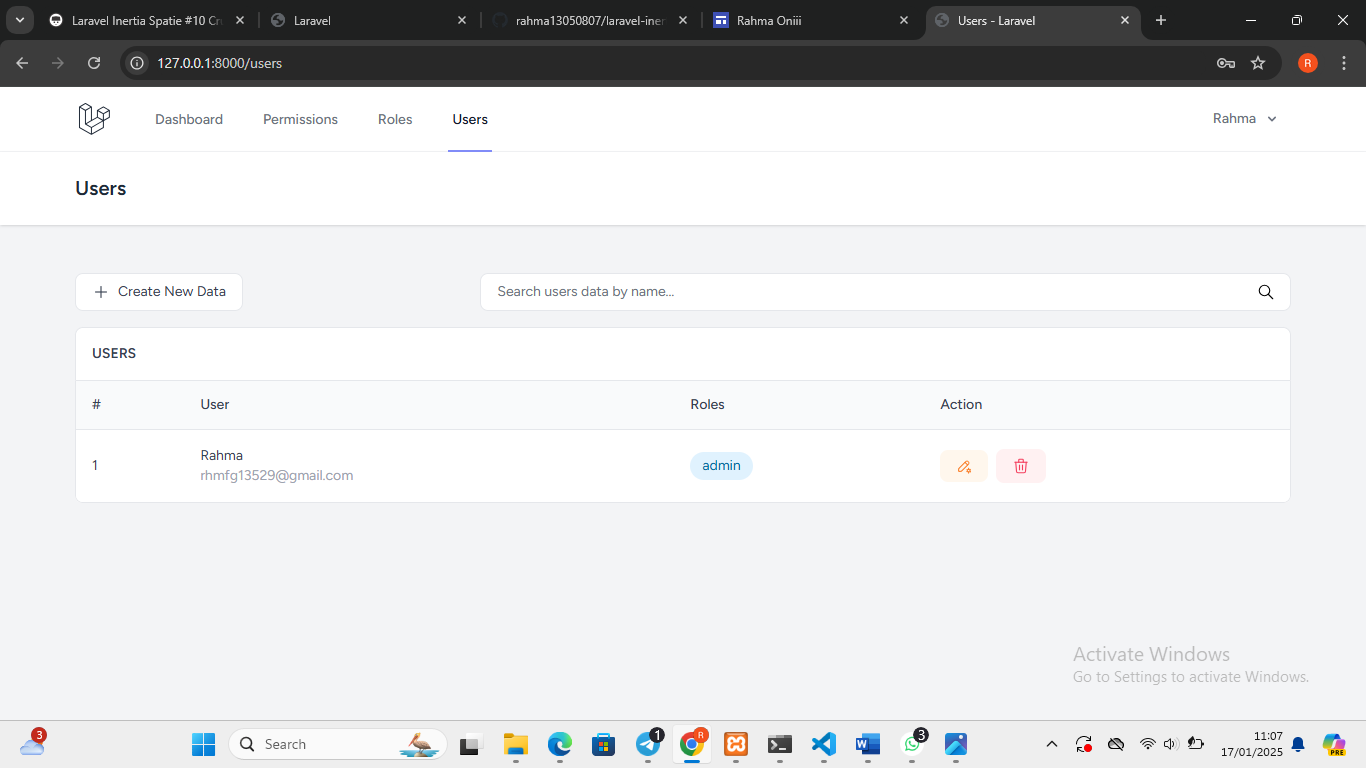 Laravel Inertia Spatie #10 Cru
Laravel
rahma13050807/laravel-iner
Rahma Oniii
Users - Laravel
127.0.0.1:8000/users
R
Dashboard
Permissions
Roles
Users
Rahma
Users
Create New Data
Search users data by name...
USERS
#
User
Roles
Action
1
Rahma
rhmfg13529@gmail.com
admin
Activate Windows
Go to Settings to activate Windows.
3
Search
1
R
3
11:07
17/01/2025
PRE